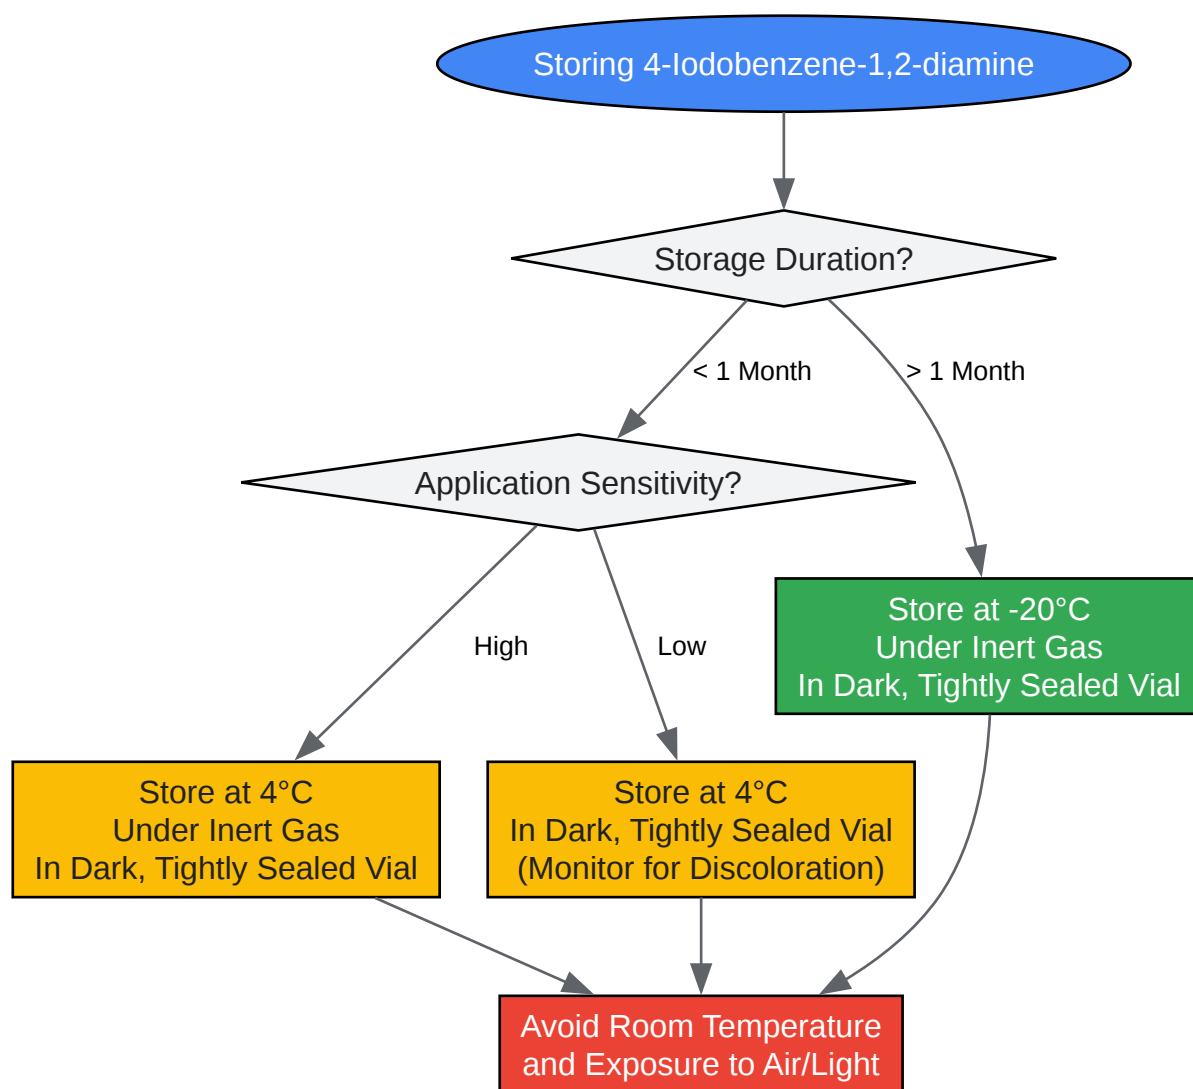 Storing 4-Iodobenzene-1,2-diamine
Storage Duration?
< 1 Month
> 1 Month
Application Sensitivity?
High
Low
Store at -20°C
Under Inert Gas
In Dark, Tightly Sealed Vial
Store at 4°C
Under Inert Gas
In Dark, Tightly Sealed Vial
Store at 4°C
In Dark, Tightly Sealed Vial
(Monitor for Discoloration)
Avoid Room Temperature
and Exposure to Air/Light